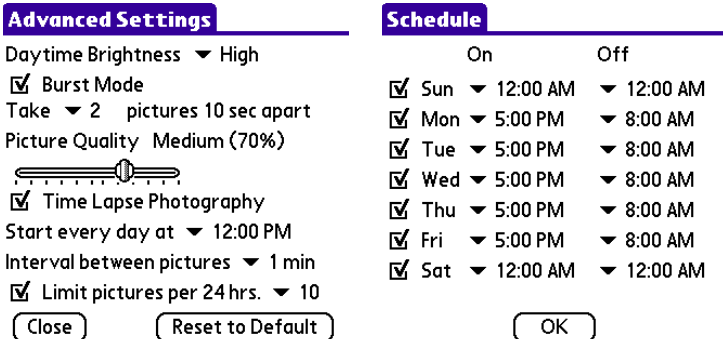 Advanced Settings
Daytime Brightness High
Burst Mode
Take 2 pictures 10 sec apart
Picture Quality Medium (70%)
Time Lapse Photography
Start every day at 12:00 PM
Interval between pictures 1 min
Limit pictures per 24 hrs. 10
Close Reset to Default
Schedule
On Off
Sun 12:00 AM 12:00 AM
Mon 5:00 PM 8:00 AM
Tue 5:00 PM 8:00 AM
Wed 5:00 PM 8:00 AM
Thu 5:00 PM 8:00 AM
Fri 5:00 PM 8:00 AM
Sat 12:00 AM 12:00 AM
OK